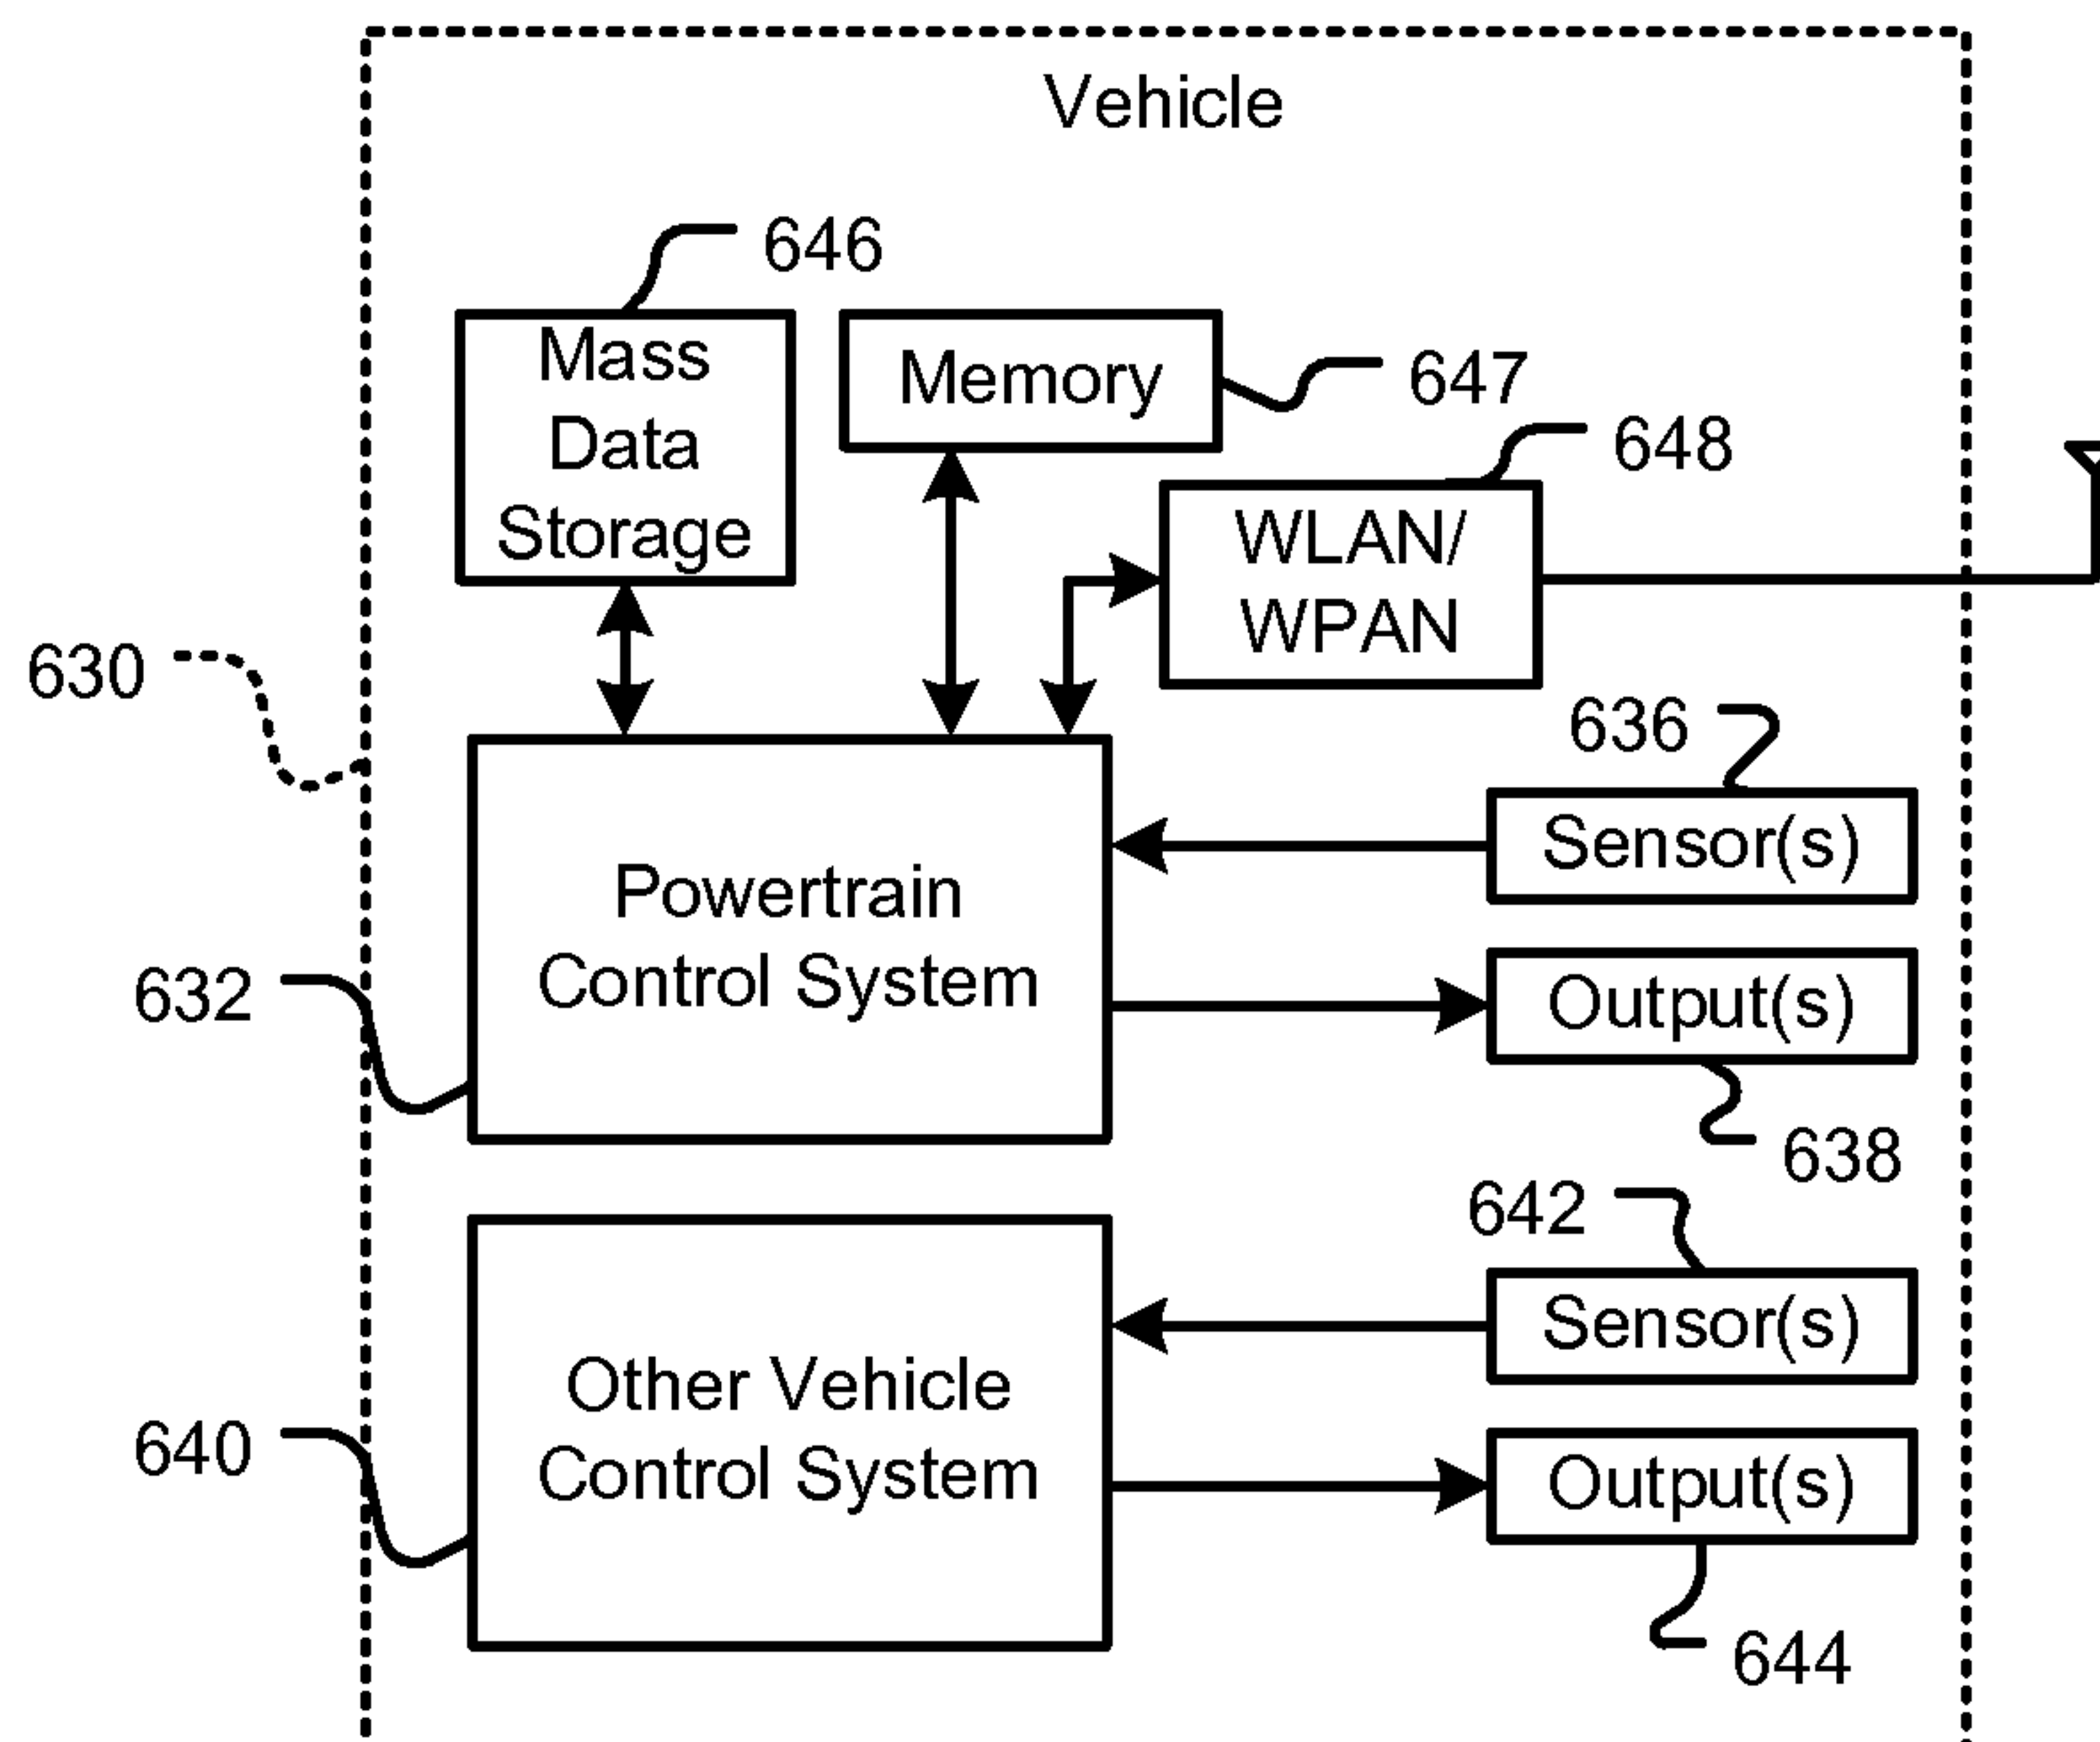 Vehicle
646
Mass
Data
Storage
Memory
647
648
WLAN/
WPAN
630
636
Sensor(s)
Powertrain
Control System
632
Output(s)
638
642
Sensor(s)
Other Vehicle
Control System
640
Output(s)
644